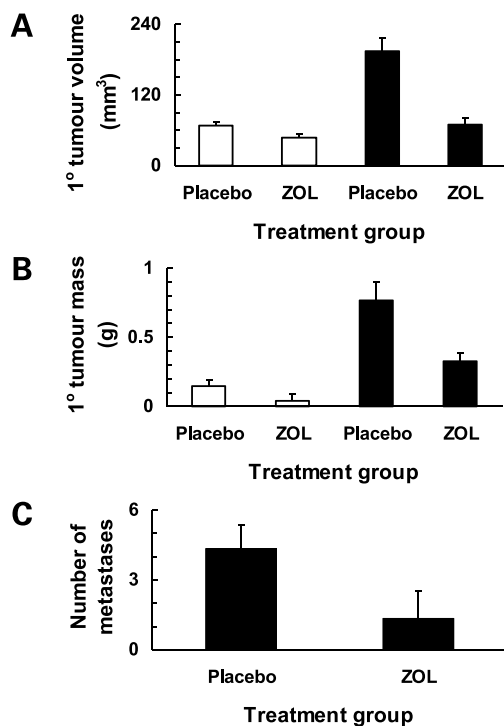 A
1° tumour volume
(mm³)
240
120
0
Placebo ZOL Placebo ZOL
Treatment group
B
1° tumour mass
(g)
1
0.5
0
Placebo ZOL Placebo ZOL
Treatment group
C
Number of
metastases
6
3
0
Placebo ZOL
Treatment group